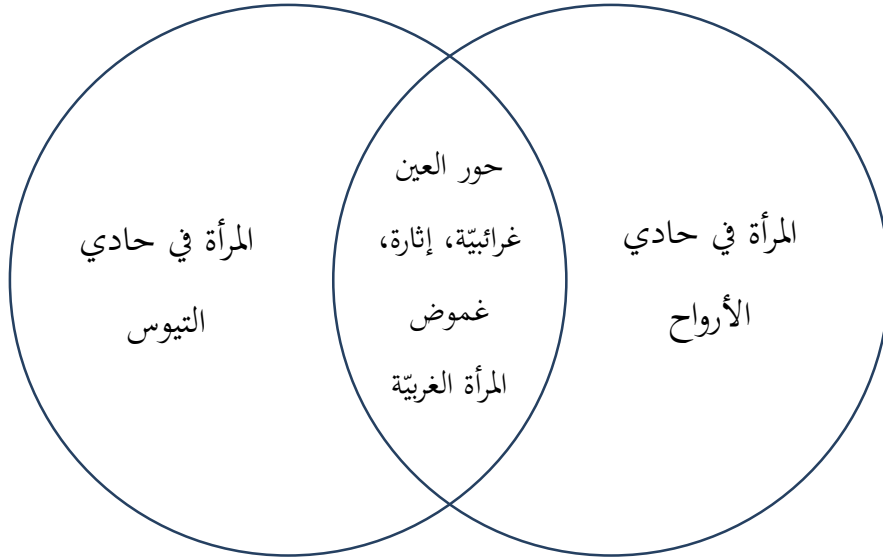 المرأة في حادي
الأرواح
حور العين
غرائبيّة، إثارة،
غموض
المرأة الغربيّة
المرأة في حادي
التيوس